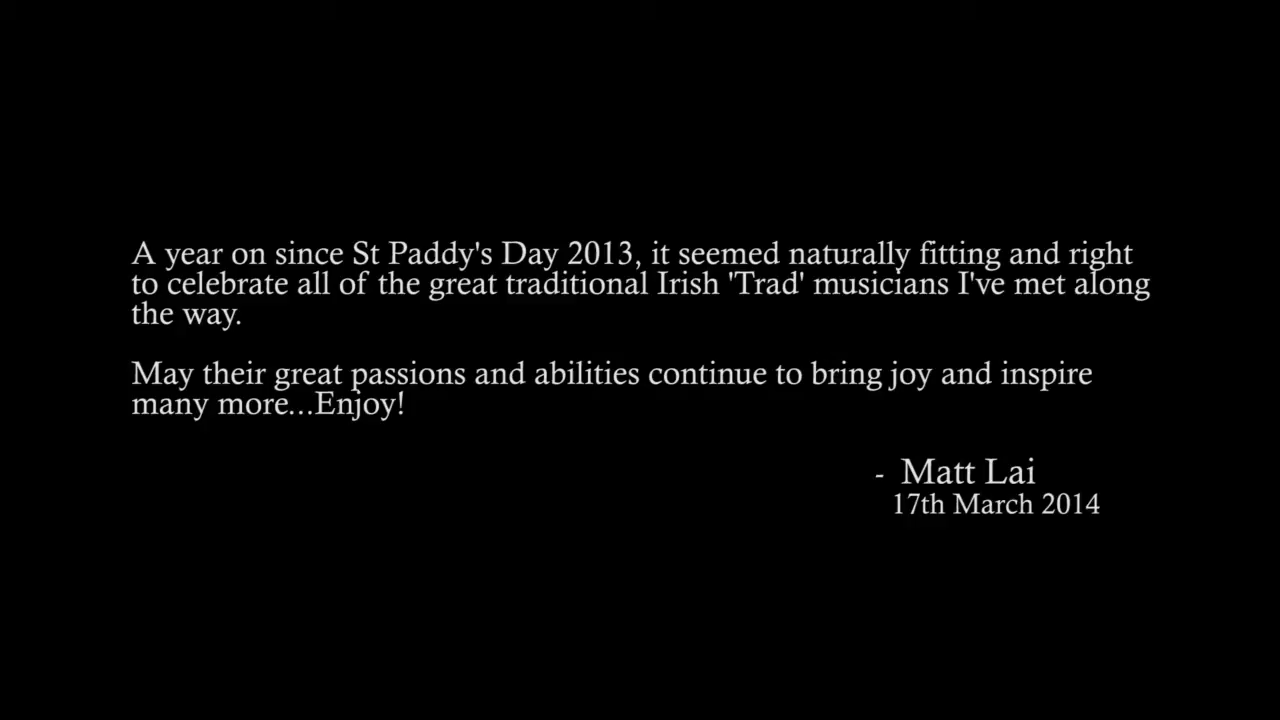 A year on since St Paddy's Day 2013, it seemed naturally fitting and right
to celebrate all of the great traditional Irish 'Trad' musicians I've met along
the way.
May their great passions and abilities continue to bring joy and inspire
many more...Enjoy!
- Matt Lai
17th March 2014